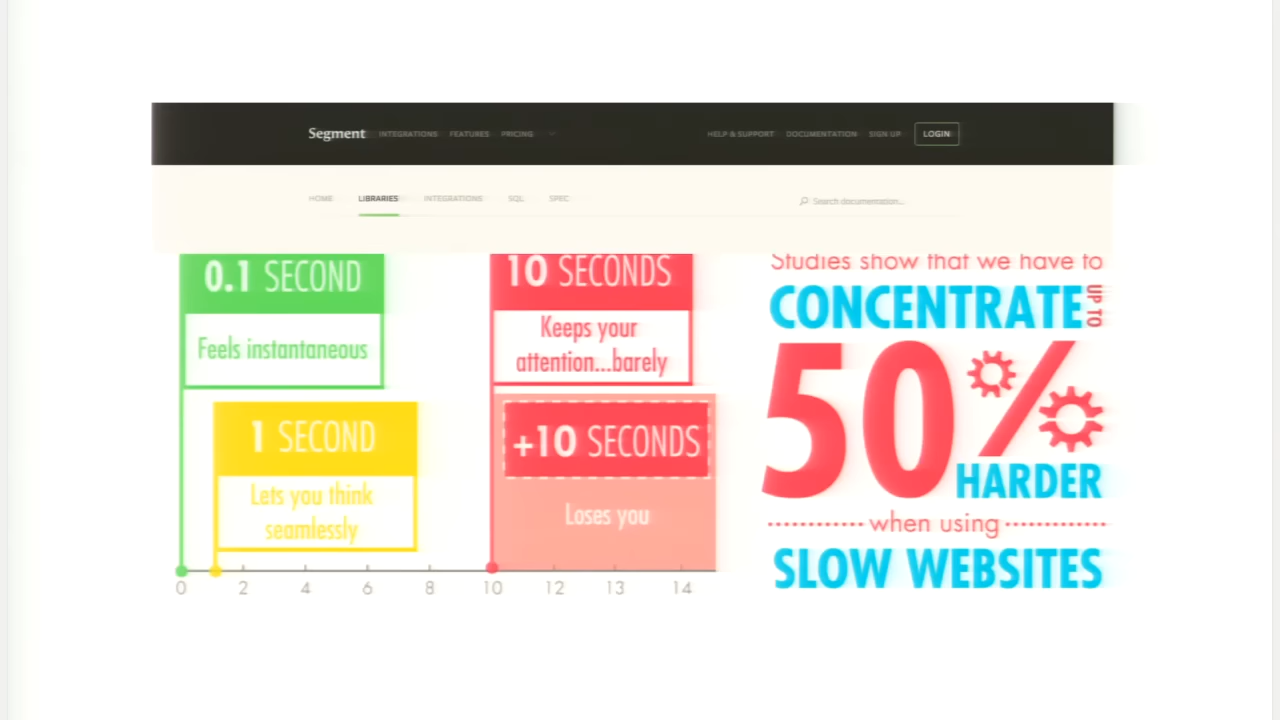 Segment INTEGRATIONS FEATURES PRICING HELP & SUPPORT DOCUMENTATION SIGN UP LOGIN
HOME LIBRARIES INTEGRATIONS SQL SPEC Search documentation...
0.1 SECOND
Feels instantaneous
1 SECOND
Lets you think
seamlessly
10 SECONDS
Keeps your
attention...barely
+10 SECONDS
Loses you
0 2 4 6 8 10 12 13 14
Studies show that we have to
CONCENTRATE UP TO
50%
HARDER
when using
SLOW WEBSITES